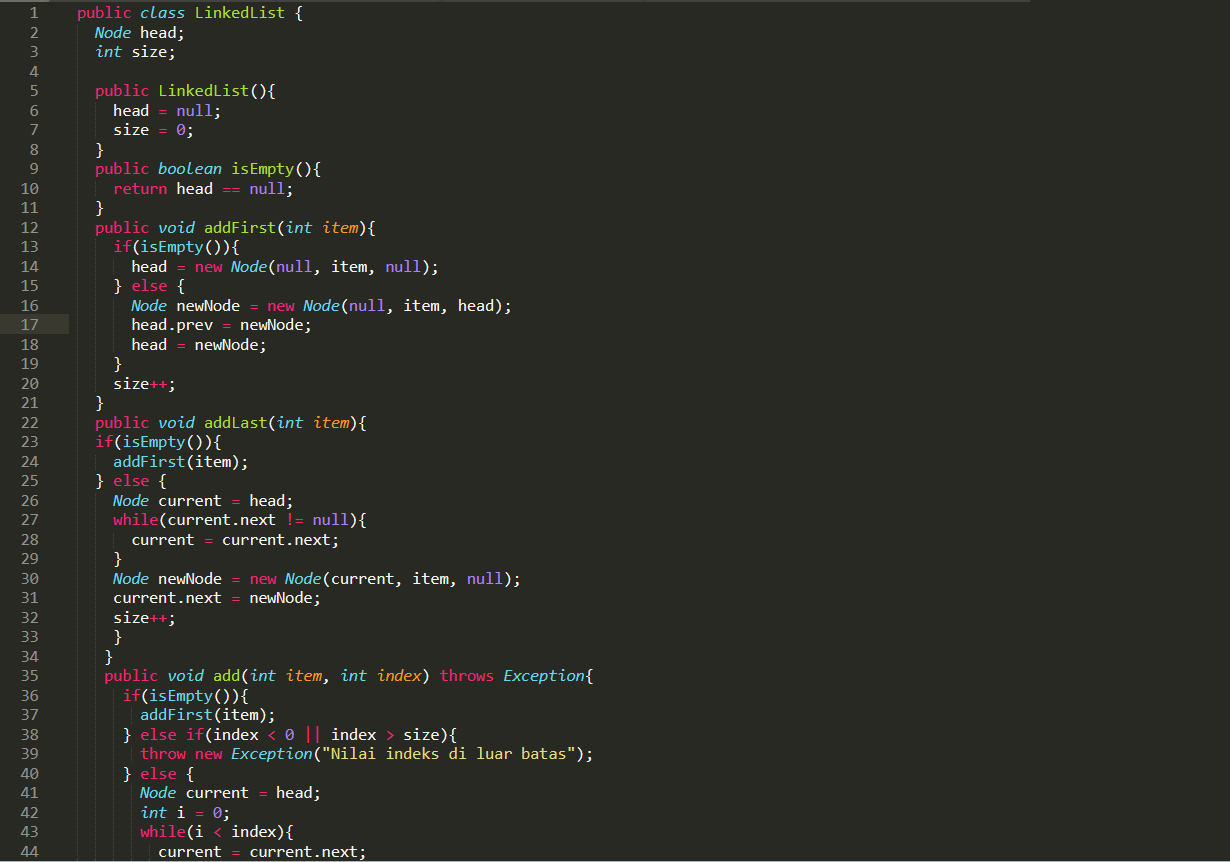 1 public class LinkedList {
2 Node head;
3 int size;
4
5 public LinkedList(){
6 head = null;
7 size = 0;
8 }
9 public boolean isEmpty(){
10 return head == null;
11 }
12 public void addFirst(int item){
13 if(isEmpty()){
14 head = new Node(null, item, null);
15 } else {
16 Node newNode = new Node(null, item, head);
17 head.prev = newNode;
18 head = newNode;
19 }
20 size++;
21 }
22 public void addLast(int item){
23 if(isEmpty()){
24 addFirst(item);
25 } else {
26 Node current = head;
27 while(current.next != null){
28 current = current.next;
29 }
30 Node newNode = new Node(current, item, null);
31 current.next = newNode;
32 size++;
33 }
34 }
35 public void add(int item, int index) throws Exception{
36 if(isEmpty()){
37 addFirst(item);
38 } else if(index < 0 || index > size){
39 throw new Exception("Nilai indeks di luar batas");
40 } else {
41 Node current = head;
42 int i = 0;
43 while(i < index){
44 current = current.next;